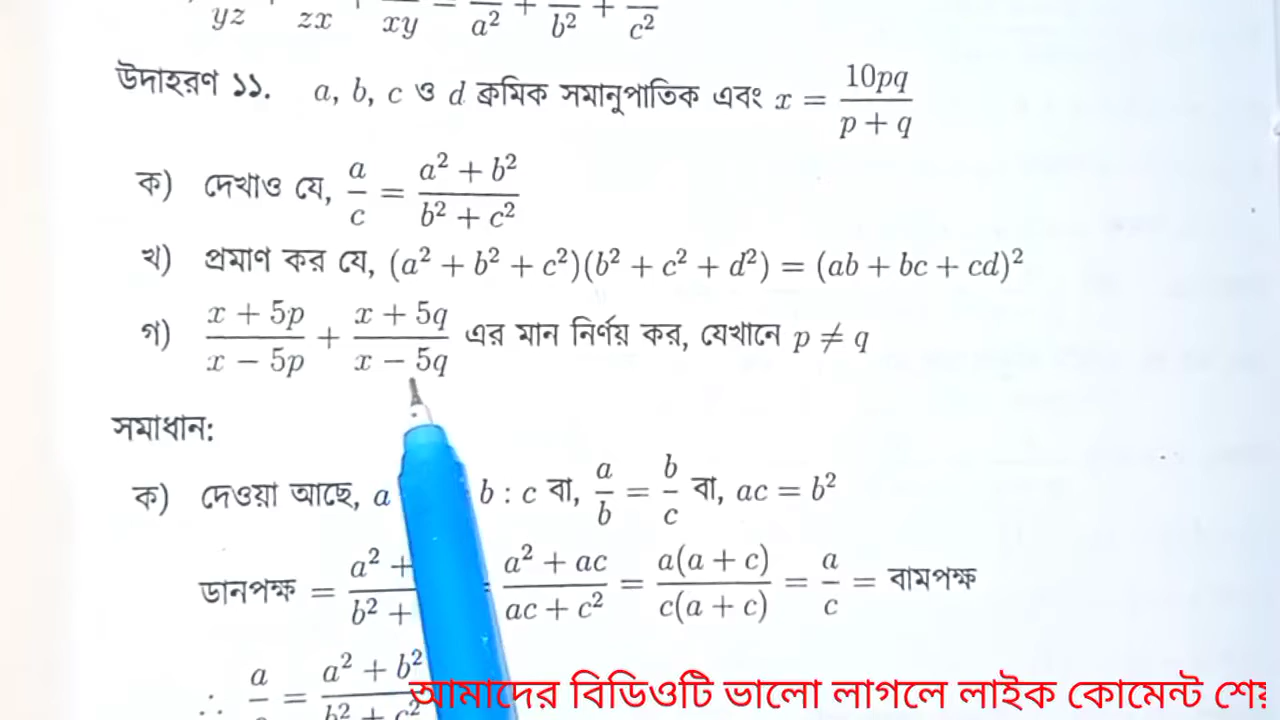 yz zx xy = a² + b² + c²
উদাহরণ ১১. a, b, c ও d ক্রমিক সমানুপাতিক এবং x = 10pq / (p + q)
ক) দেখাও যে, a/c = (a² + b²) / (b² + c²)
খ) প্রমাণ কর যে, (a² + b² + c²)(b² + c² + d²) = (ab + bc + cd)²
গ) (x + 5p) / (x − 5p) + (x + 5q) / (x − 5q) এর মান নির্ণয় কর, যেখানে p ≠ q
সমাধান:
ক) দেওয়া আছে, a b : c বা, a/b = b/c বা, ac = b²
ডানপক্ষ = (a² + / b² + = (a² + ac) / (ac + c²) = a(a + c) / c(a + c) = a/c = বামপক্ষ
∴ a = (a² + b²) / (b² + c²)
আমাদের বিডিওটি ভালো লাগলে লাইক কোমেন্ট